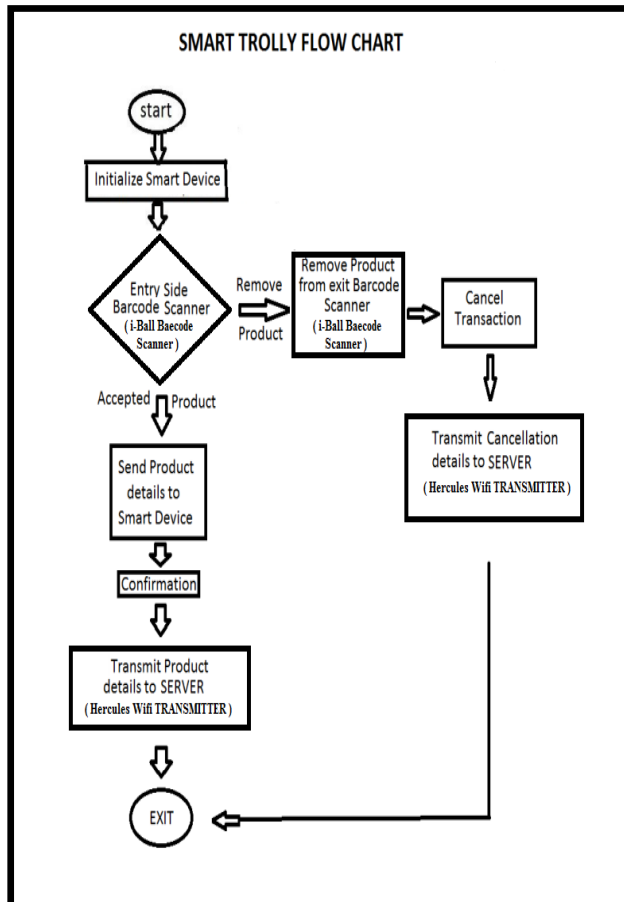 SMART TROLLY FLOW CHART
start
Initialize Smart Device
Entry Side
Barcode Scanner
( i-Ball Baecode
Scanner )
Remove
Product
Remove Product
from exit Barcode
Scanner
( i-Ball Baecode
Scanner )
Cancel
Transaction
Transmit Cancellation
details to SERVER
( Hercules Wifi TRANSMITTER )
Accepted Product
Send Product
details to
Smart Device
Confirmation
Transmit Product
details to SERVER
( Hercules Wifi TRANSMITTER )
EXIT